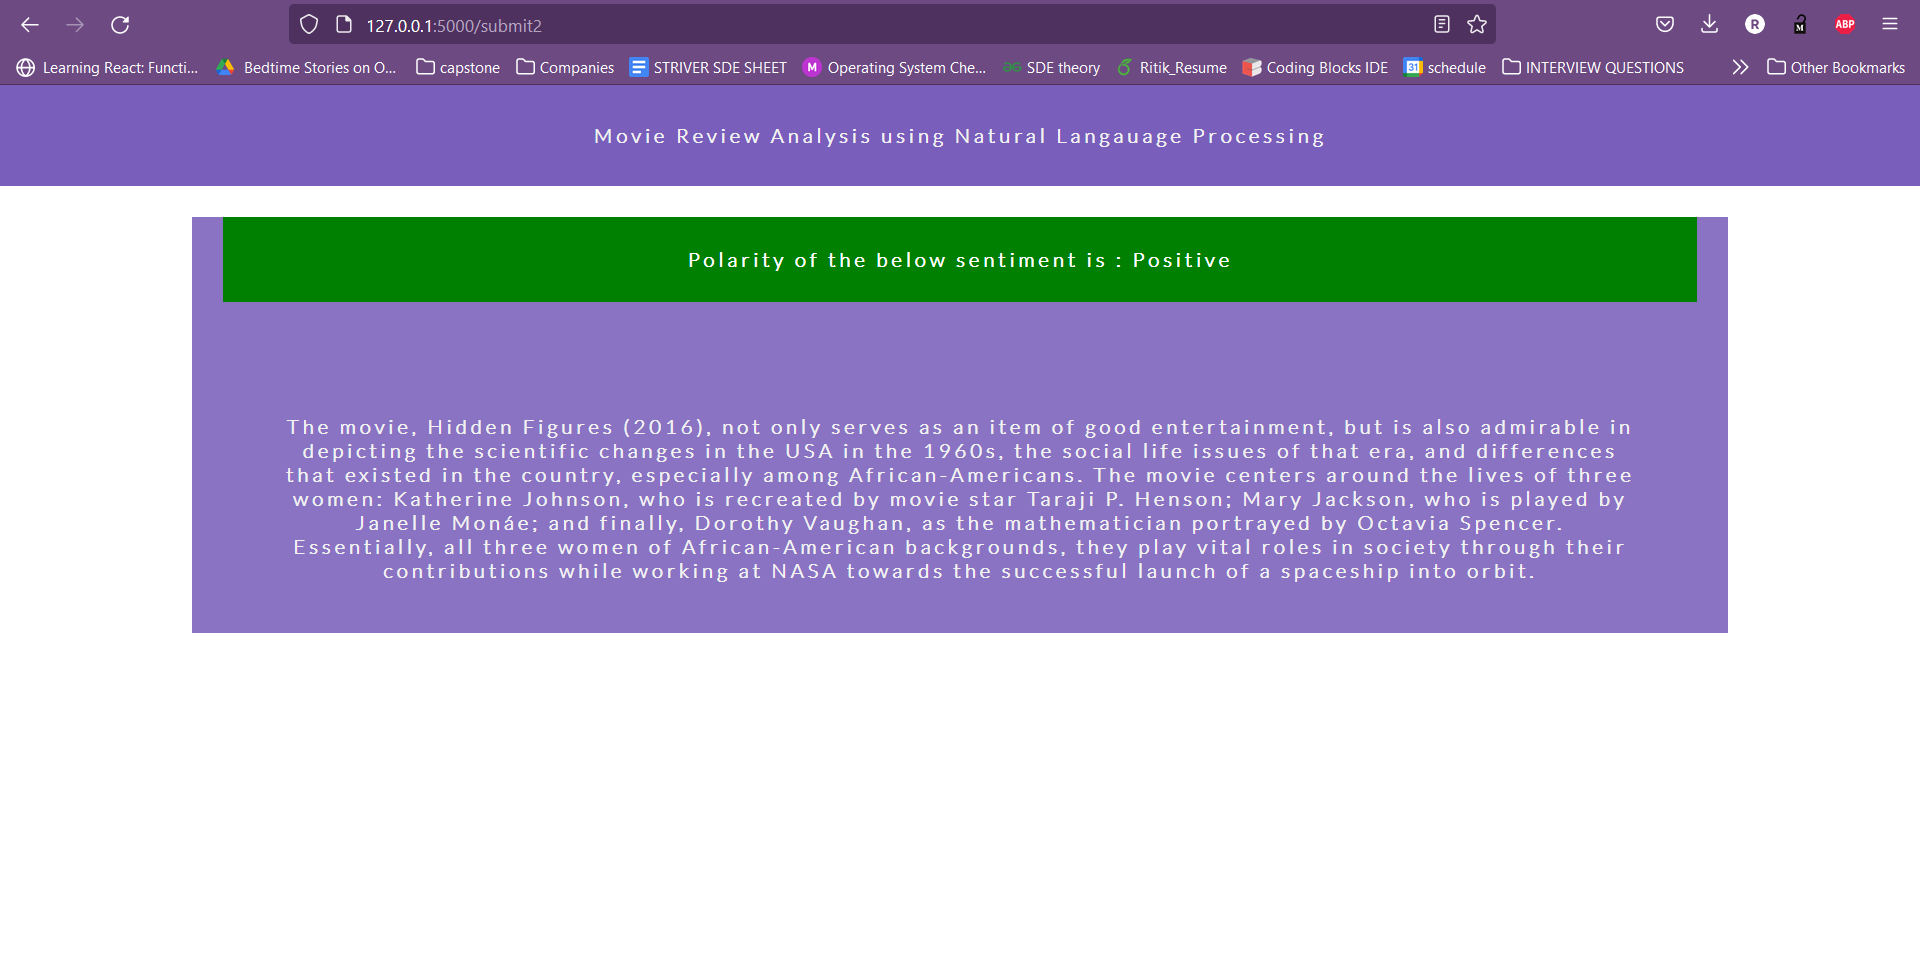 127.0.0.1:5000/submit2
R
M
ABP
Learning React: Functi...
Bedtime Stories on O...
capstone
Companies
STRIVER SDE SHEET
M
Operating System Che...
SDE theory
Ritik_Resume
Coding Blocks IDE
31
schedule
INTERVIEW QUESTIONS
Other Bookmarks
Movie Review Analysis using Natural Langauage Processing
Polarity of the below sentiment is : Positive
The movie, Hidden Figures (2016), not only serves as an item of good entertainment, but is also admirable in
depicting the scientific changes in the USA in the 1960s, the social life issues of that era, and differences
that existed in the country, especially among African-Americans. The movie centers around the lives of three
women: Katherine Johnson, who is recreated by movie star Taraji P. Henson; Mary Jackson, who is played by
Janelle Monáe; and finally, Dorothy Vaughan, as the mathematician portrayed by Octavia Spencer.
Essentially, all three women of African-American backgrounds, they play vital roles in society through their
contributions while working at NASA towards the successful launch of a spaceship into orbit.